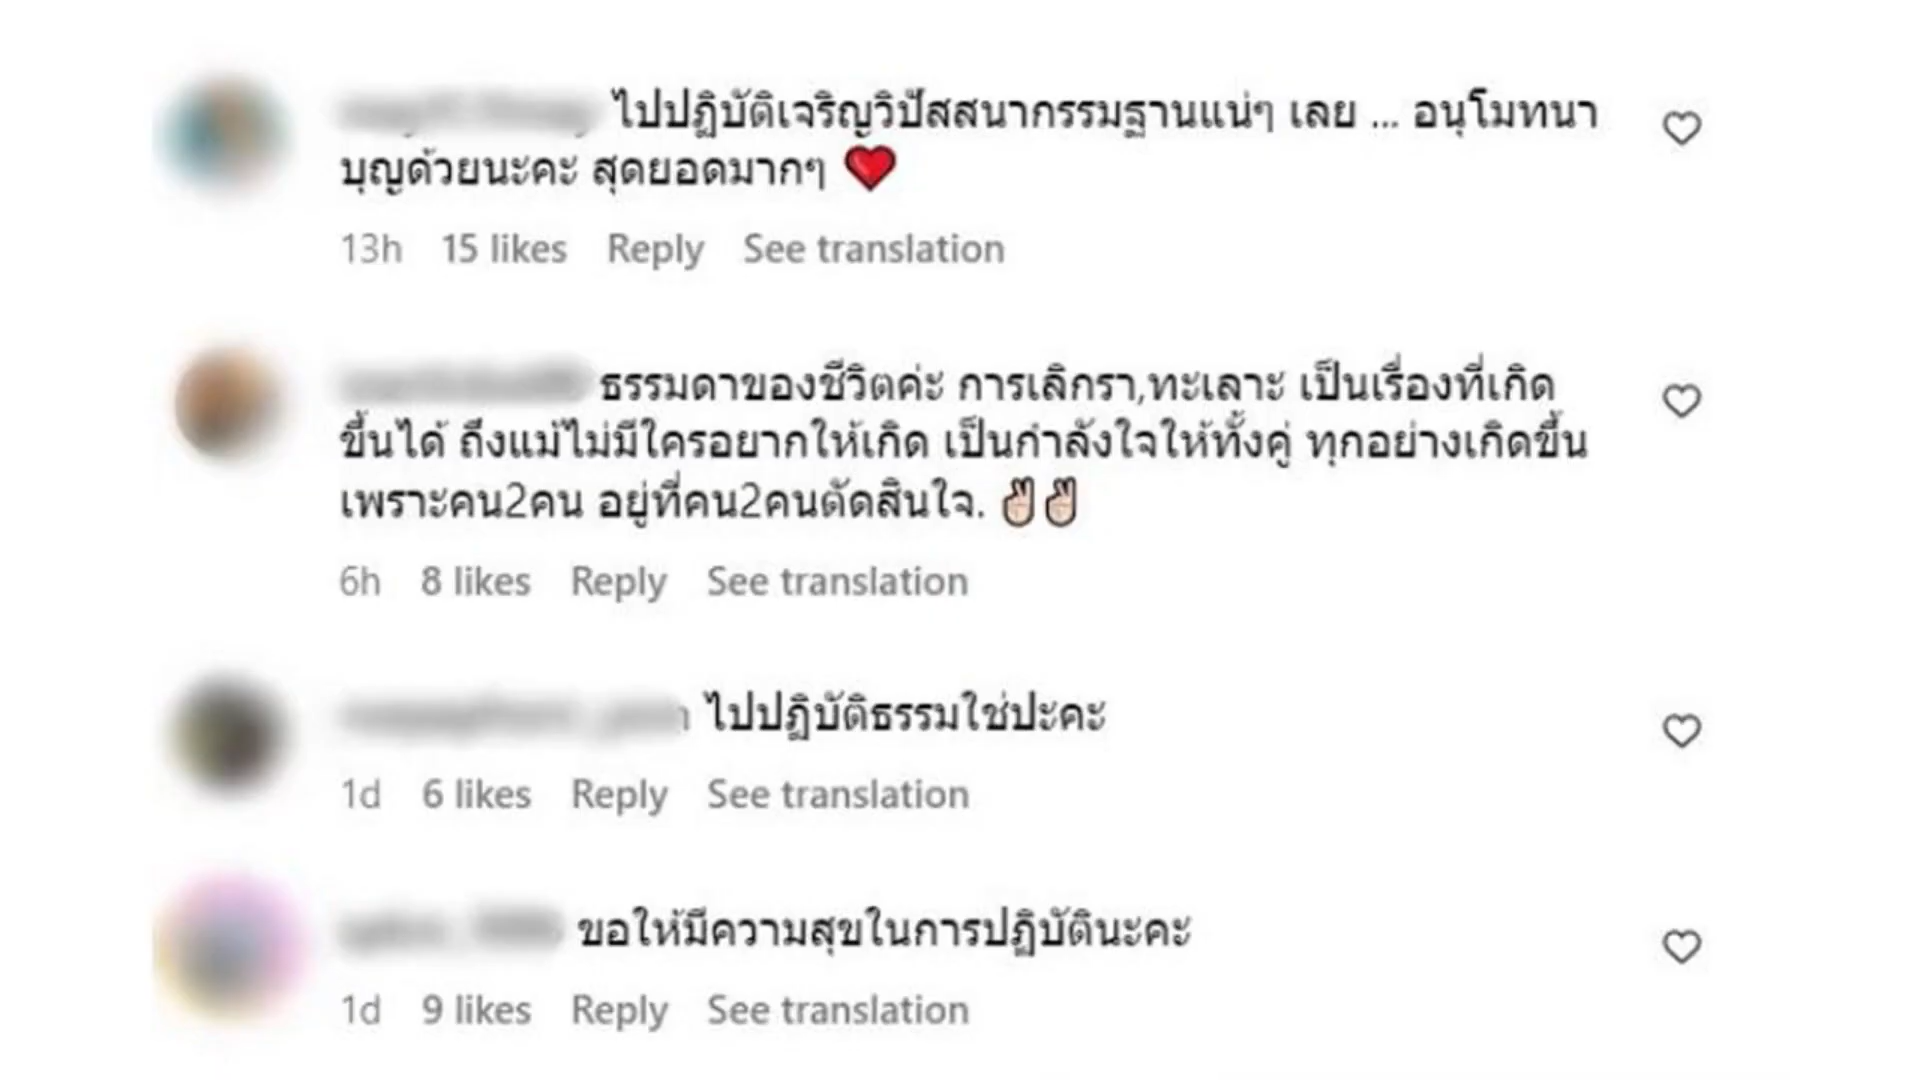 ไปปฏิบัติเจริญวิปัสสนากรรมฐานแน่ๆ เลย ... อนุโมทนา
บุญด้วยนะคะ สุดยอดมากๆ ❤️
13h 15 likes Reply See translation
ธรรมดาของชีวิตค่ะ การเลิกรา,ทะเลาะ เป็นเรื่องที่เกิด
ขึ้นได้ ถึงแม้ไม่มีใครอยากให้เกิด เป็นกำลังใจให้ทั้งคู่ ทุกอย่างเกิดขึ้น
เพราะคน2คน อยู่ที่คน2คนตัดสินใจ. ✌🏻✌🏻
6h 8 likes Reply See translation
ไปปฏิบัติธรรมใช่ปะคะ
1d 6 likes Reply See translation
ขอให้มีความสุขในการปฏิบัตินะคะ
1d 9 likes Reply See translation